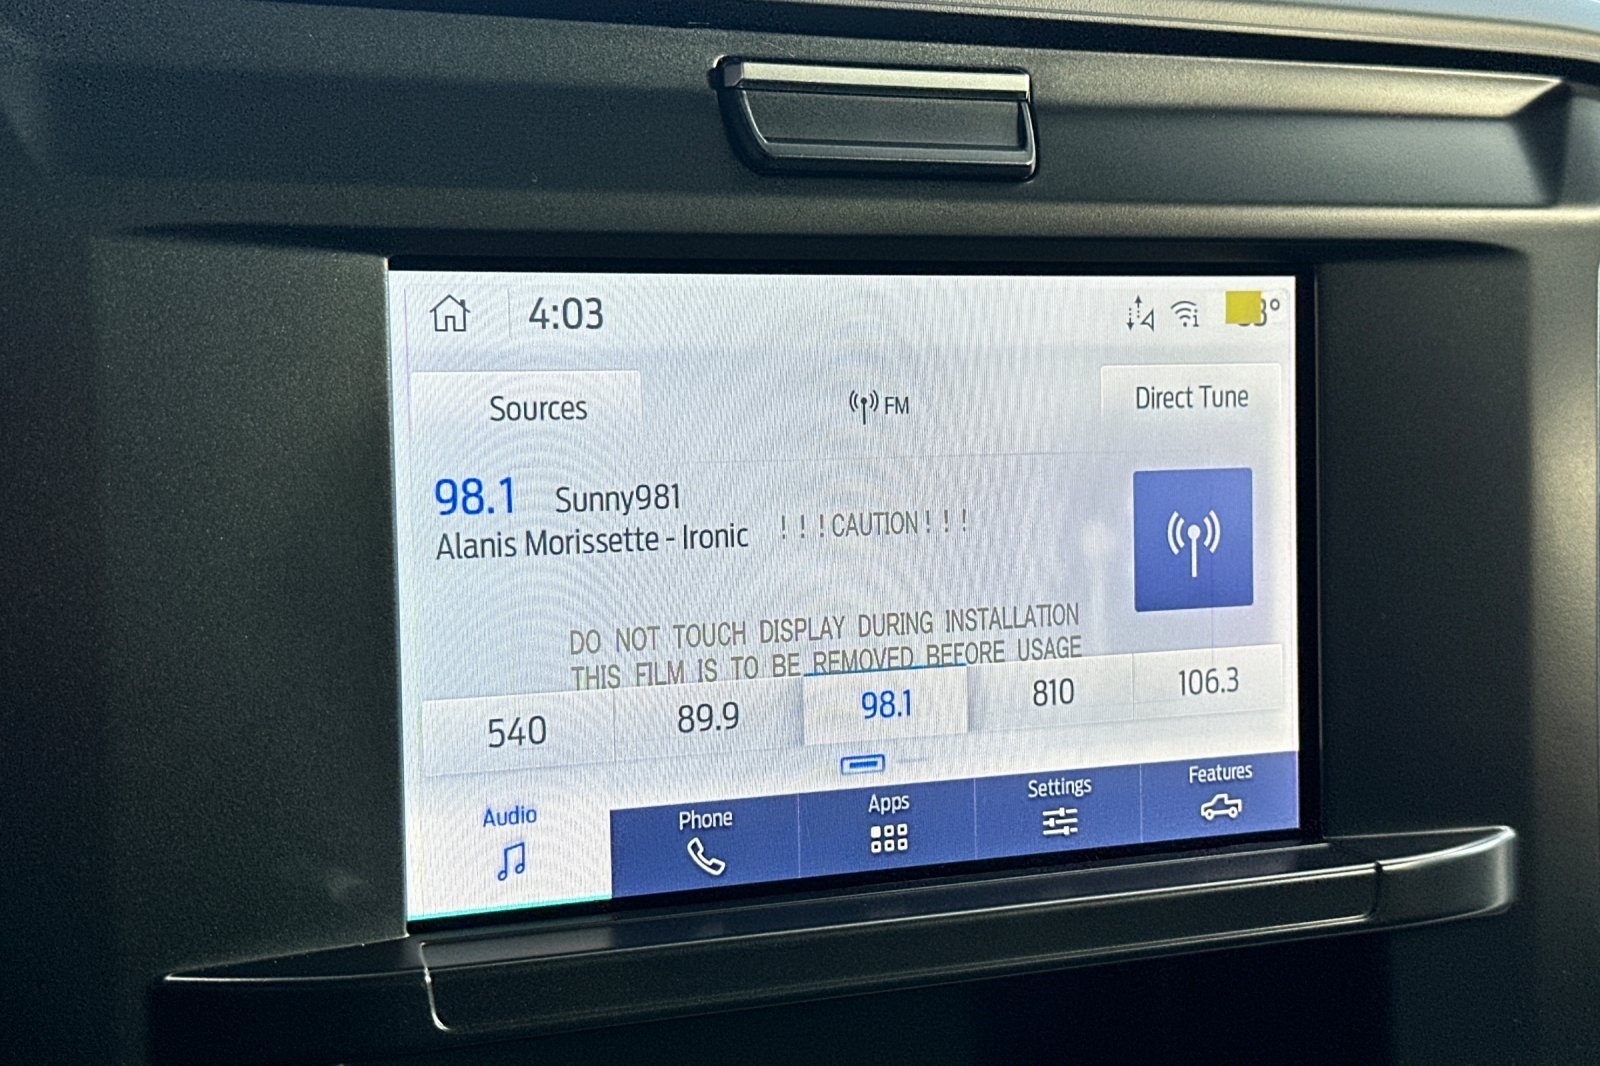 4:03
Sources
FM
Direct Tune
98.1 Sunny981
Alanis Morissette - Ironic
! ! ! CAUTION ! ! !
DO NOT TOUCH DISPLAY DURING INSTALLATION
THIS FILM IS TO BE REMOVED BEFORE USAGE
540 89.9 98.1 810 106.3
Audio Phone Apps Settings Features